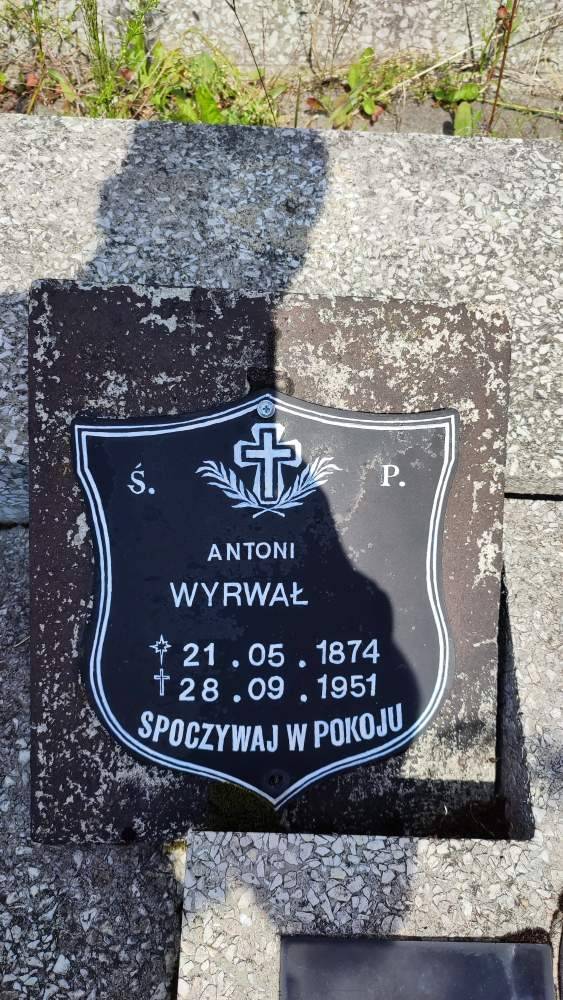 Ś. P.
ANTONI
WYRWAŁ
21.05.1874
28.09.1951
SPOCZYWAJ W POKOJU